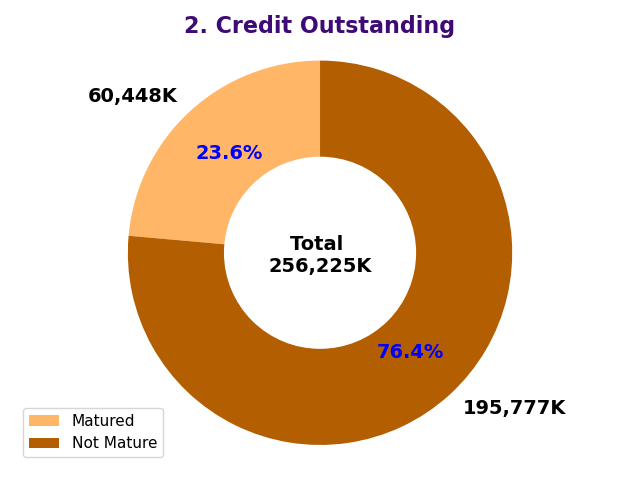 2. Credit Outstanding
60,448K
23.6%
Total
256,225K
76.4%
195,777K
Matured
Not Mature